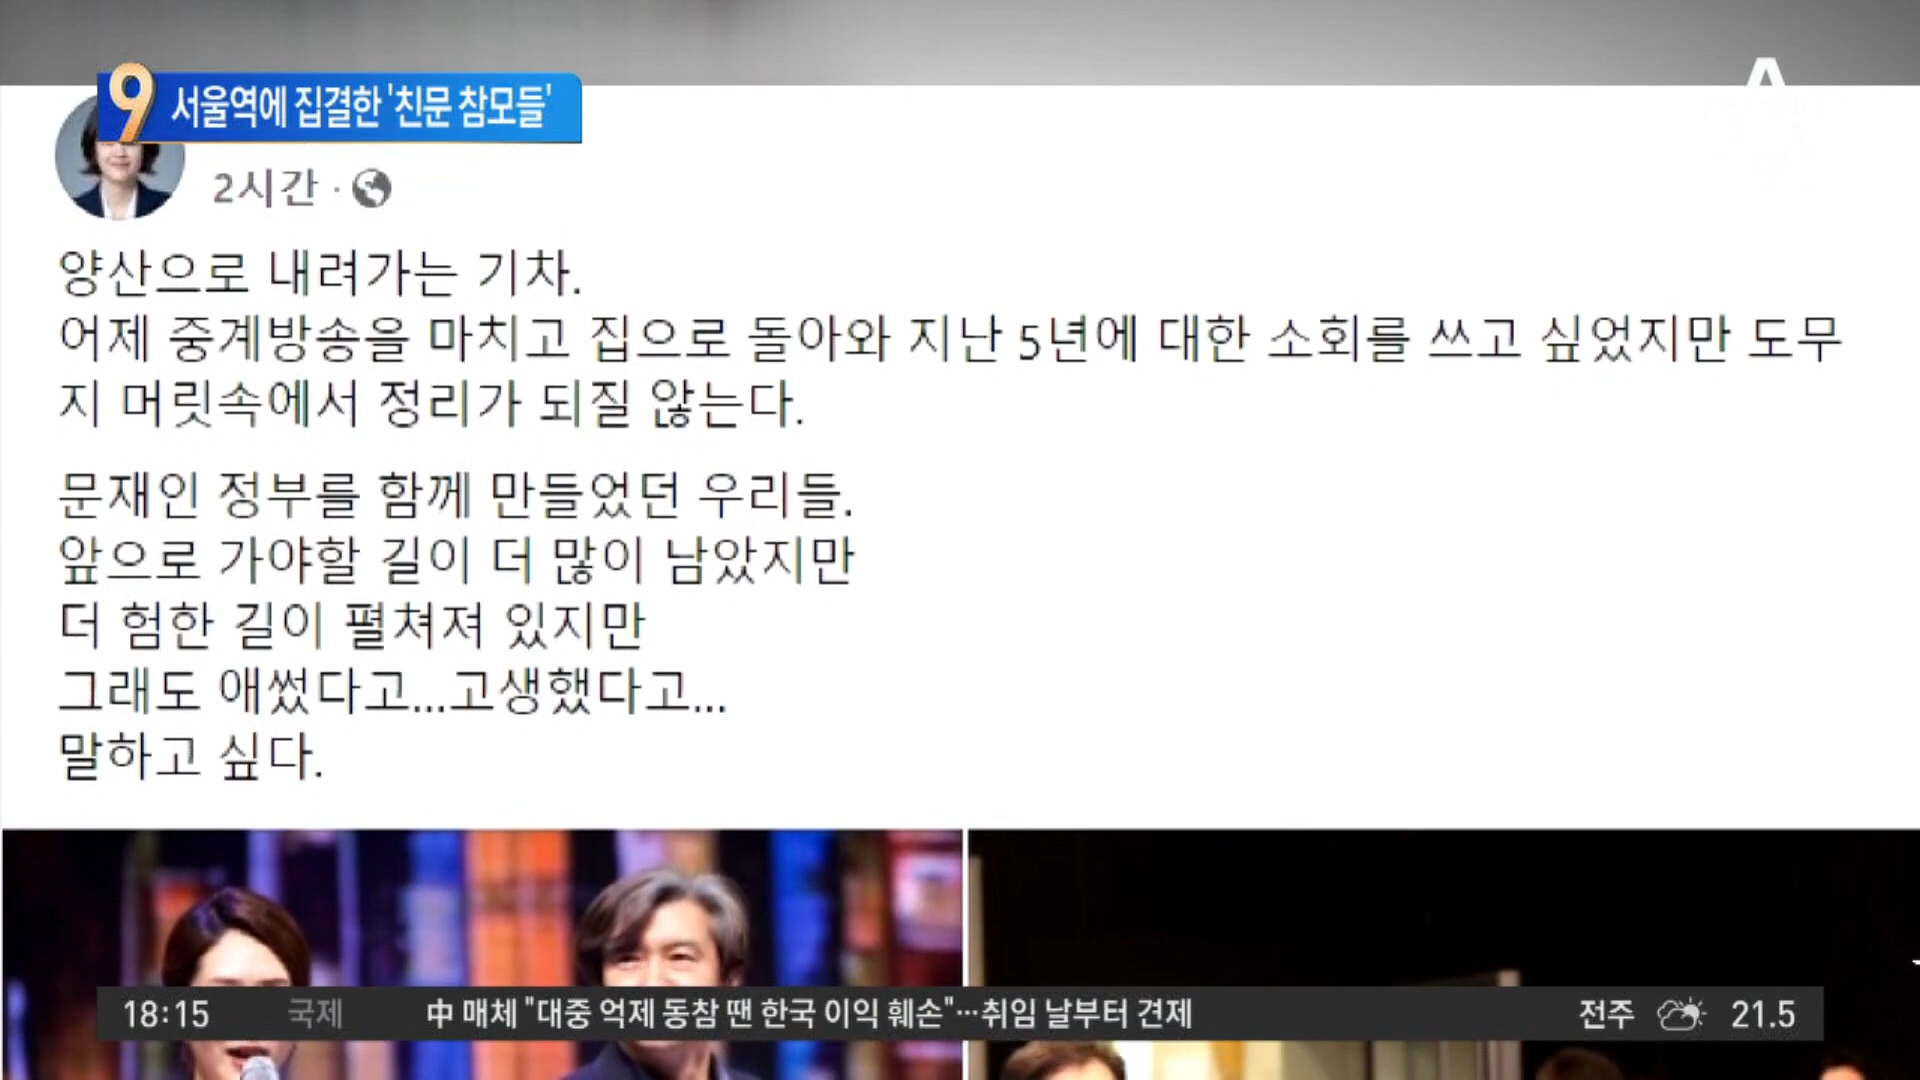 9 서울역에 집결한 '친문 참모들'
A
2시간 ·
양산으로 내려가는 기차.
어제 중계방송을 마치고 집으로 돌아와 지난 5년에 대한 소회를 쓰고 싶었지만 도무
지 머릿속에서 정리가 되질 않는다.
문재인 정부를 함께 만들었던 우리들.
앞으로 가야할 길이 더 많이 남았지만
더 험한 길이 펼쳐져 있지만
그래도 애썼다고...고생했다고...
말하고 싶다.
18:15 국제 中 매체 "대중 억제 동참 땐 한국 이익 훼손"…취임 날부터 견제 전주 21.5